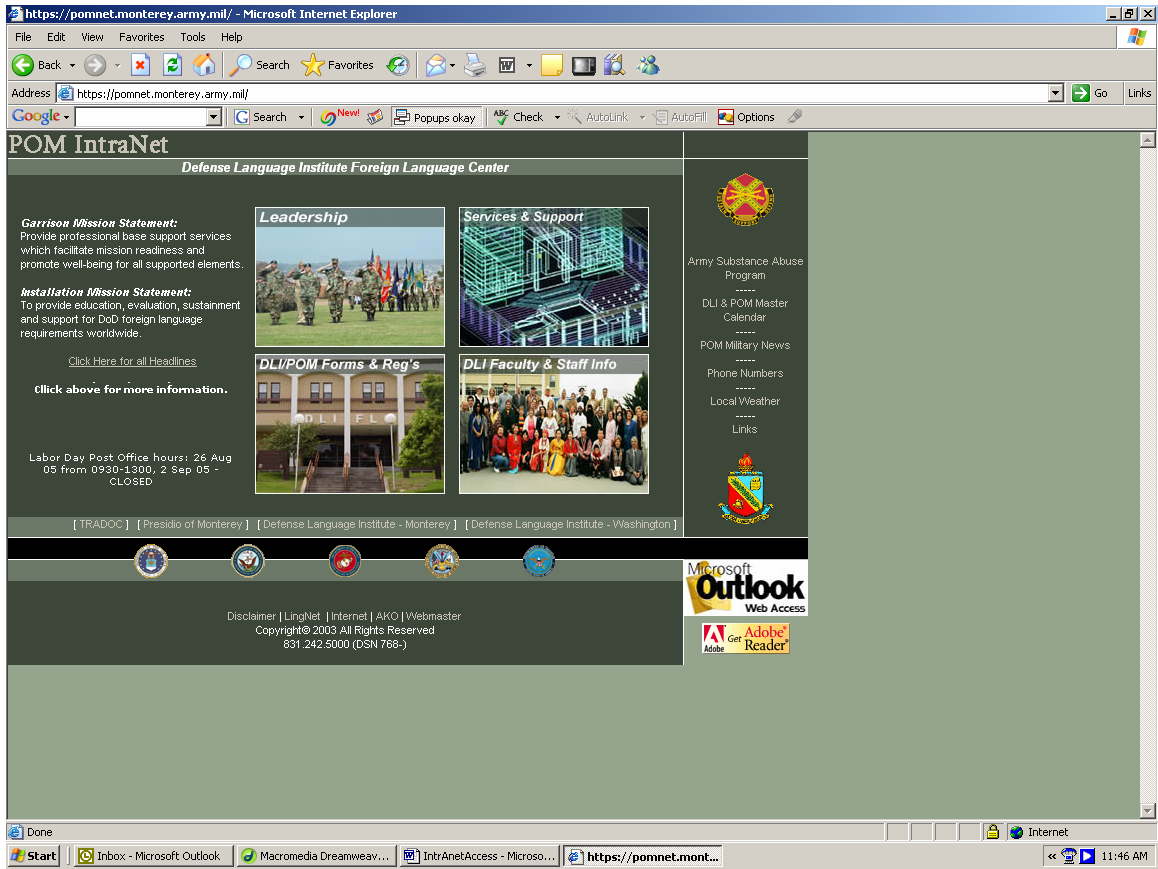 https://pomnet.monterey.army.mil/ - Microsoft Internet Explorer
File Edit View Favorites Tools Help
Back Search Favorites
Address https://pomnet.monterey.army.mil/ Go Links
Google Search New! Popups okay ABC Check AutoLink AutoFill Options
POM IntraNet
Defense Language Institute Foreign Language Center
Garrison Mission Statement:
Provide professional base support services
which facilitate mission readiness and
promote well-being for all supported elements.
Installation Mission Statement:
To provide education, evaluation, sustainment
and support for DoD foreign language
requirements worldwide.
Click Here for all Headlines
Cllick above for more information.
Labor Day Post Office hours: 26 Aug
05 from 0930-1300, 2 Sep 05 -
CLOSED
Leadership
Services & Support
DLI/POM Forms & Reg's
DLIFLC
DLI Faculty & Staff Info
Army Substance Abuse
Program
-----
DLI & POM Master
Calendar
-----
POM Military News
-----
Phone Numbers
-----
Local Weather
-----
Links
[ TRADOC ] [ Presidio of Monterey ] [ Defense Language Institute - Monterey ] [ Defense Language Institute - Washington ]
Microsoft
Outlook
Web Access
Adobe
Get Adobe
Reader
Disclaimer | LingNet | Internet | AKO | Webmaster
Copyright© 2003 All Rights Reserved
831.242.5000 (DSN 768-)
Done Internet
Start Inbox - Microsoft Outlook Macromedia Dreamweav... IntrAnetAccess - Microso... https://pomnet.mont... « 11:46 AM